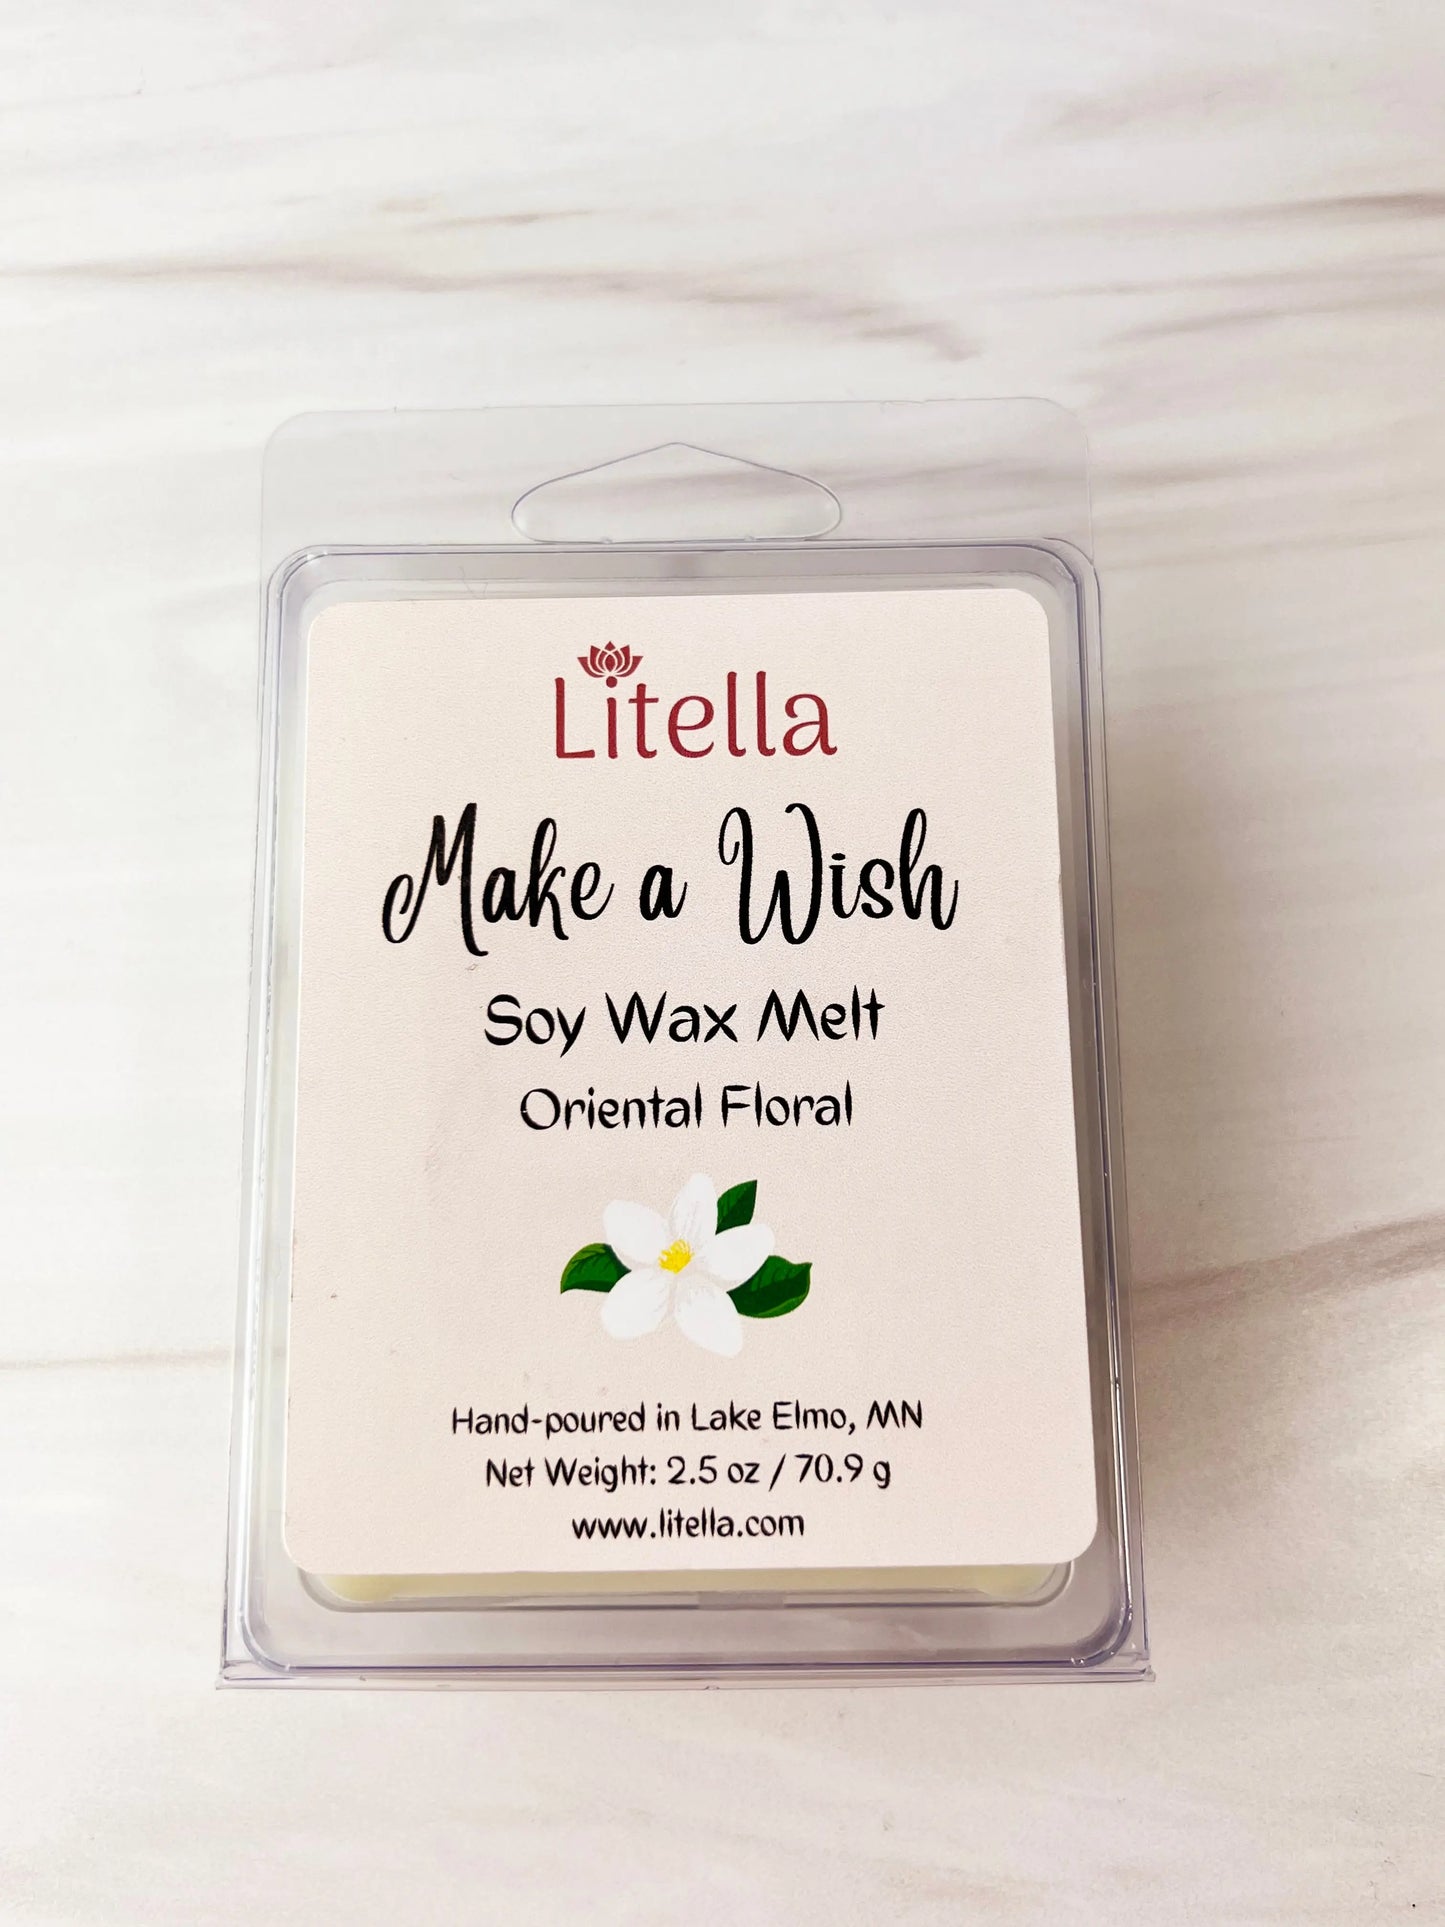 Litella
Make a Wish
Soy Wax Melt
Oriental Floral
Hand-poured in Lake Elmo, MN
Net Weight: 2.5 oz / 70.9 g
www.litella.com